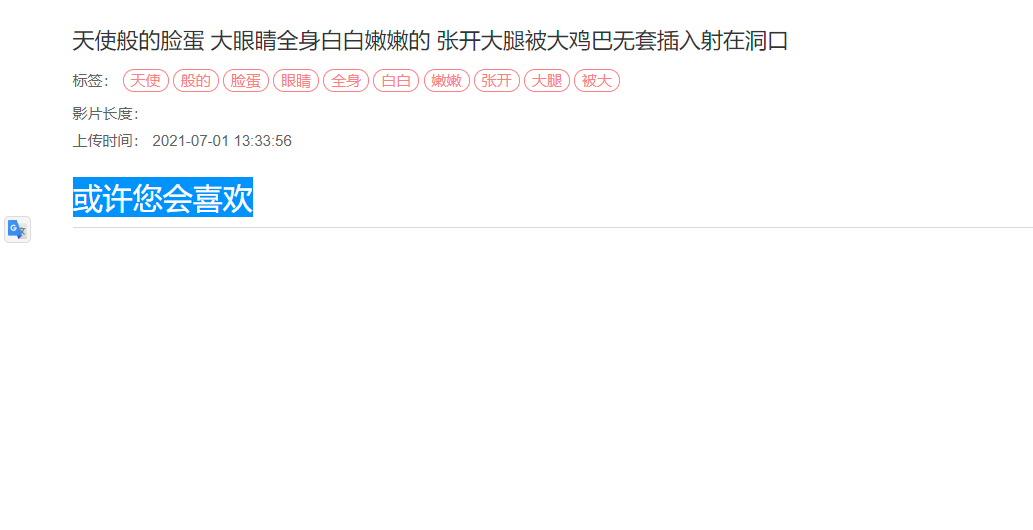 天使般的脸蛋 大眼睛全身白白嫩嫩的 张开大腿被大鸡巴无套插入射在洞口
标签： 天使 般的 脸蛋 眼睛 全身 白白 嫩嫩 张开 大腿 被大
影片长度：
上传时间： 2021-07-01 13:33:56
或许您会喜欢